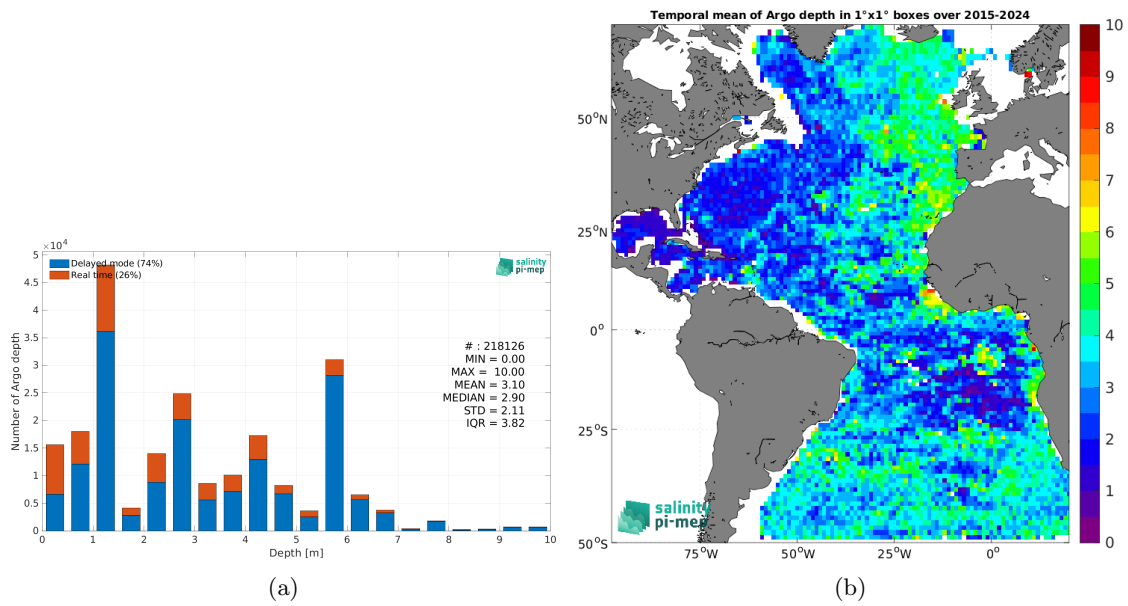 ×10⁴
5
4.5
4
3.5
3
2.5
2
1.5
1
0.5
0
Number of Argo depth
Delayed mode (74%)
Real time (26%)
salinity
pi-mep
# : 218126
MIN = 0.00
MAX = 10.00
MEAN = 3.10
MEDIAN = 2.90
STD = 2.11
IQR = 3.82
0 1 2 3 4 5 6 7 8 9 10
Depth [m]
(a)
Temporal mean of Argo depth in 1°x1° boxes over 2015-2024
50°N
25°N
0°
25°S
50°S
salinity
pi-mep
75°W 50°W 25°W 0°
10
9
8
7
6
5
4
3
2
1
0
(b)